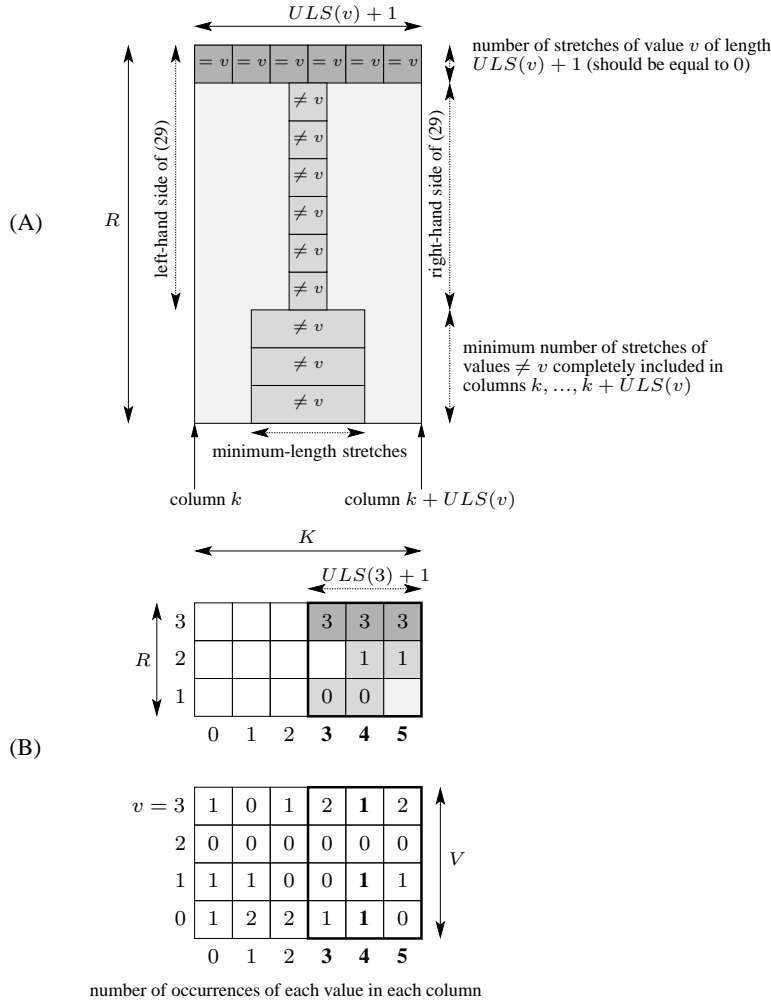 ULS(v) + 1
= v = v = v = v = v = v
number of stretches of value v of length
ULS(v) + 1 (should be equal to 0)
≠ v
≠ v
≠ v
≠ v
≠ v
≠ v
left-hand side of (29)
right-hand side of (29)
R
(A)
≠ v
≠ v
≠ v
minimum number of stretches of
values ≠ v completely included in
columns k, ..., k + ULS(v)
minimum-length stretches
column k
column k + ULS(v)
K
ULS(3) + 1
3 3 3 3
R 2 1 1
1 0 0
0 1 2 3 4 5
(B)
v = 3 1 0 1 2 1 2
2 0 0 0 0 0 0
V
1 1 1 0 0 1 1
0 1 2 2 1 1 0
0 1 2 3 4 5
number of occurrences of each value in each column